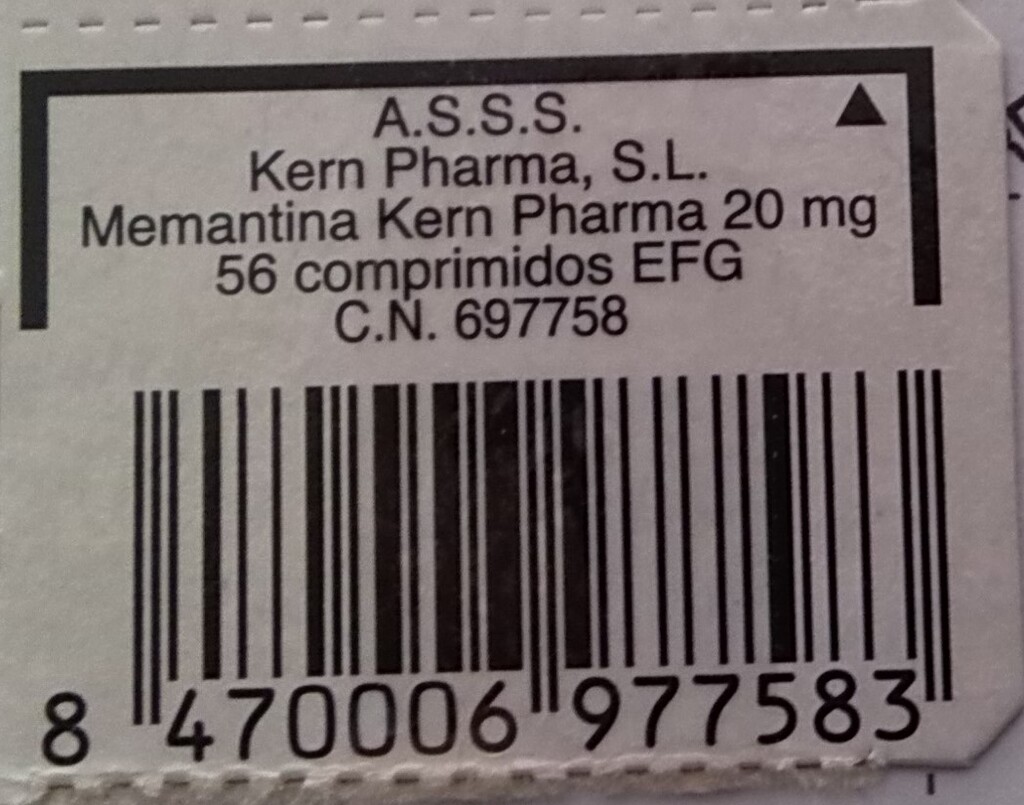 A.S.S.S.
Kern Pharma, S.L.
Memantina Kern Pharma 20 mg
56 comprimidos EFG
C.N. 697758
8 470006 977583